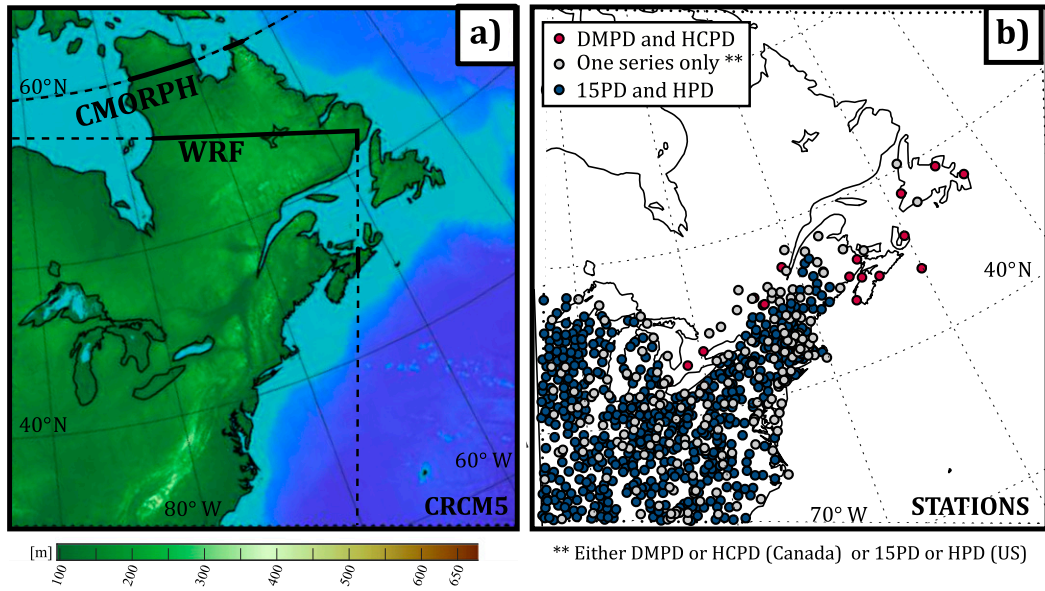 a)
60°N
CMORPH
WRF
40°N
60° W
80° W
CRCM5
[m]
100 200 300 400 500 600 650
b)
DMPD and HCPD
One series only **
15PD and HPD
40°N
70° W
STATIONS
** Either DMPD or HCPD (Canada) or 15PD or HPD (US)